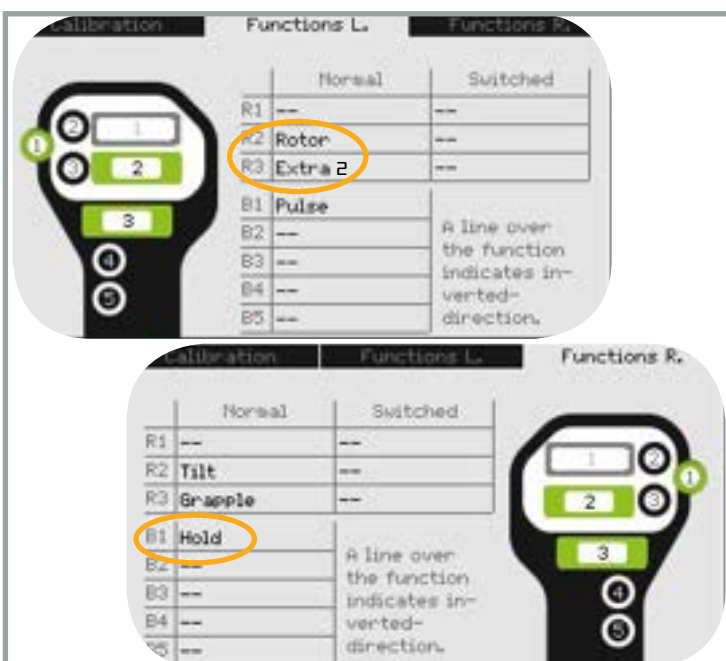 Calibration Functions L. Functions R.
Normal Switched
R1 -- --
R2 Rotor --
R3 Extra 2 --
B1 Pulse
B2 --
B3 --
B4 --
B5 --
A line over
the function
indicates in-
verted-
direction.
1
2
3
1
2
3
4
5
Calibration Functions L. Functions R.
Normal Switched
R1 -- --
R2 Tilt --
R3 Grapple --
B1 Hold
B2 --
B3 --
B4 --
B5 --
A line over
the function
indicates in-
verted-
direction.
1
2
3
1
2
3
4
5